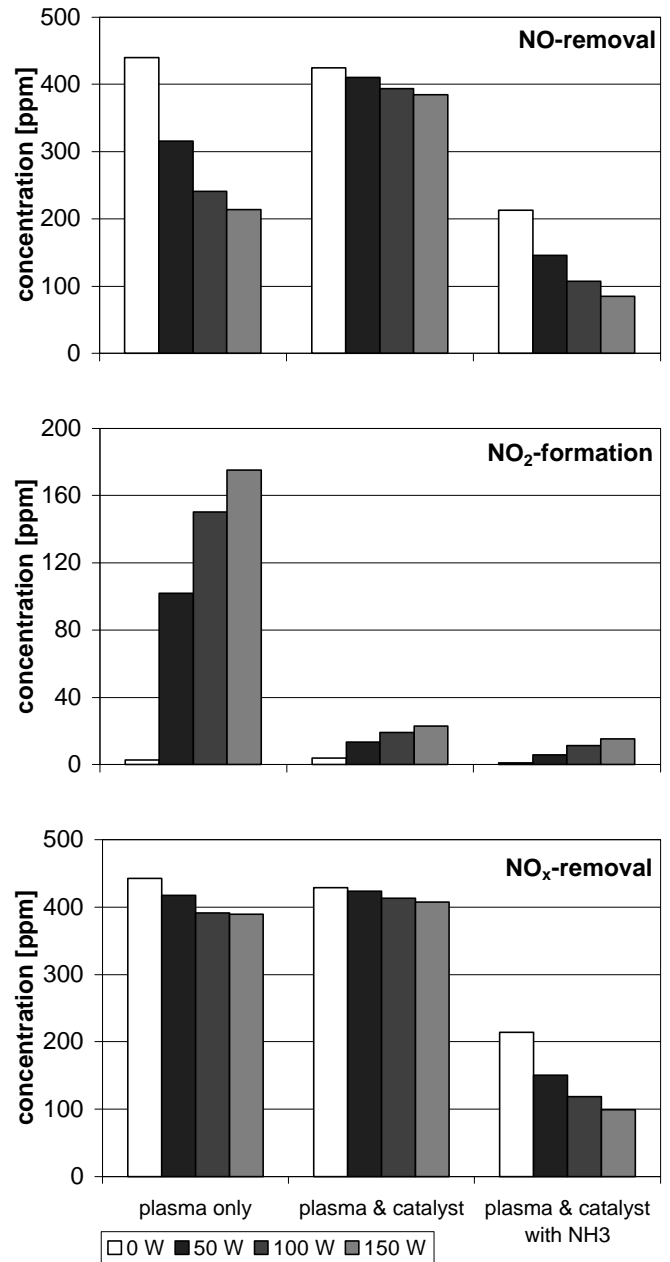 NO-removal
concentration [ppm]
500
400
300
200
100
0
NO₂-formation
concentration [ppm]
200
160
120
80
40
0
NOₓ-removal
concentration [ppm]
500
400
300
200
100
0
plasma only
plasma & catalyst
plasma & catalyst
with NH3
0 W
50 W
100 W
150 W